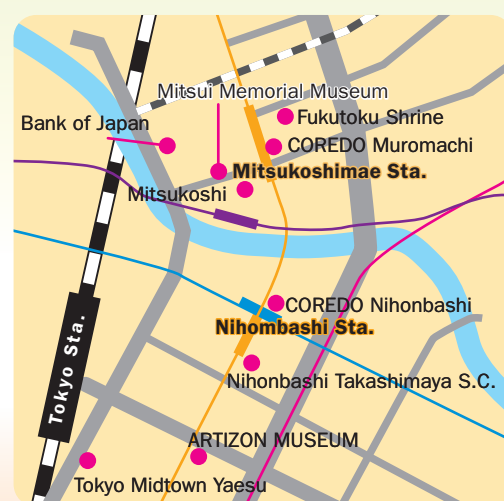 Mitsui Memorial Museum
Fukutoku Shrine
Bank of Japan
COREDO Muromachi
Mitsukoshimae Sta.
Mitsukoshi
COREDO Nihonbashi
Nihombashi Sta.
Tokyo Sta.
Nihonbashi Takashimaya S.C.
ARTIZON MUSEUM
Tokyo Midtown Yaesu